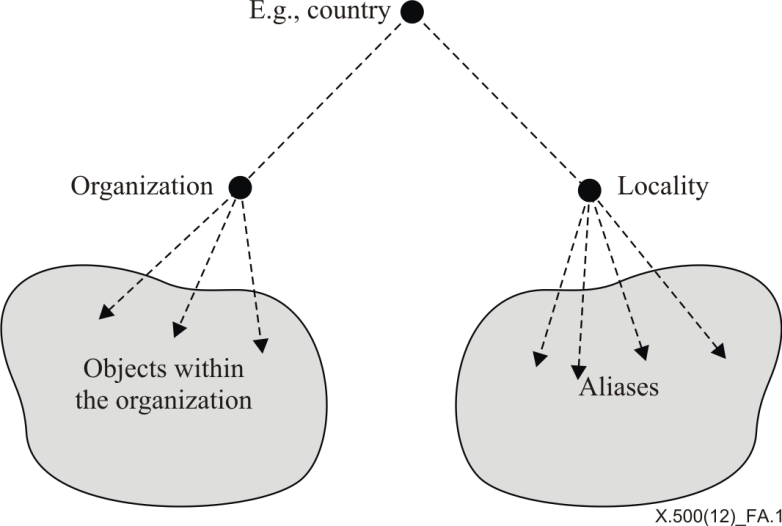 E.g., country
Organization
Locality
Objects within
the organization
Aliases
X.500(12)_FA.1